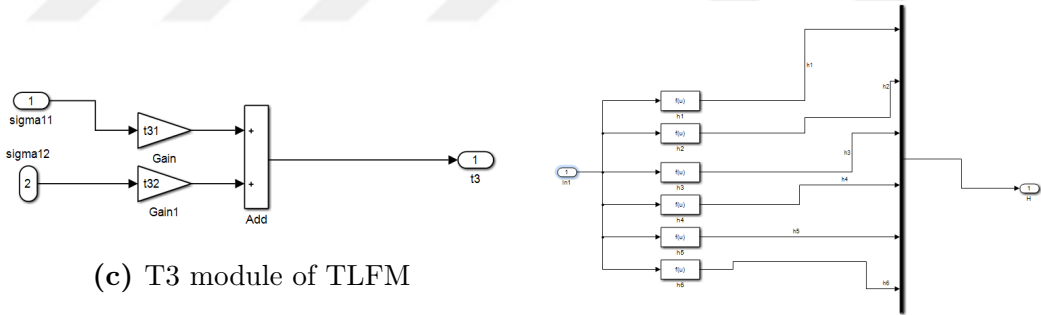 1
sigma11
t31
Gain
sigma12
2
t32
Gain1
+
+
Add
1
t3
(c) T3 module of TLFM
1
In1
f(u)
h1
f(u)
h2
f(u)
h3
f(u)
h4
f(u)
h5
f(u)
h6
h1
h2
h3
h4
h5
h6
1
H